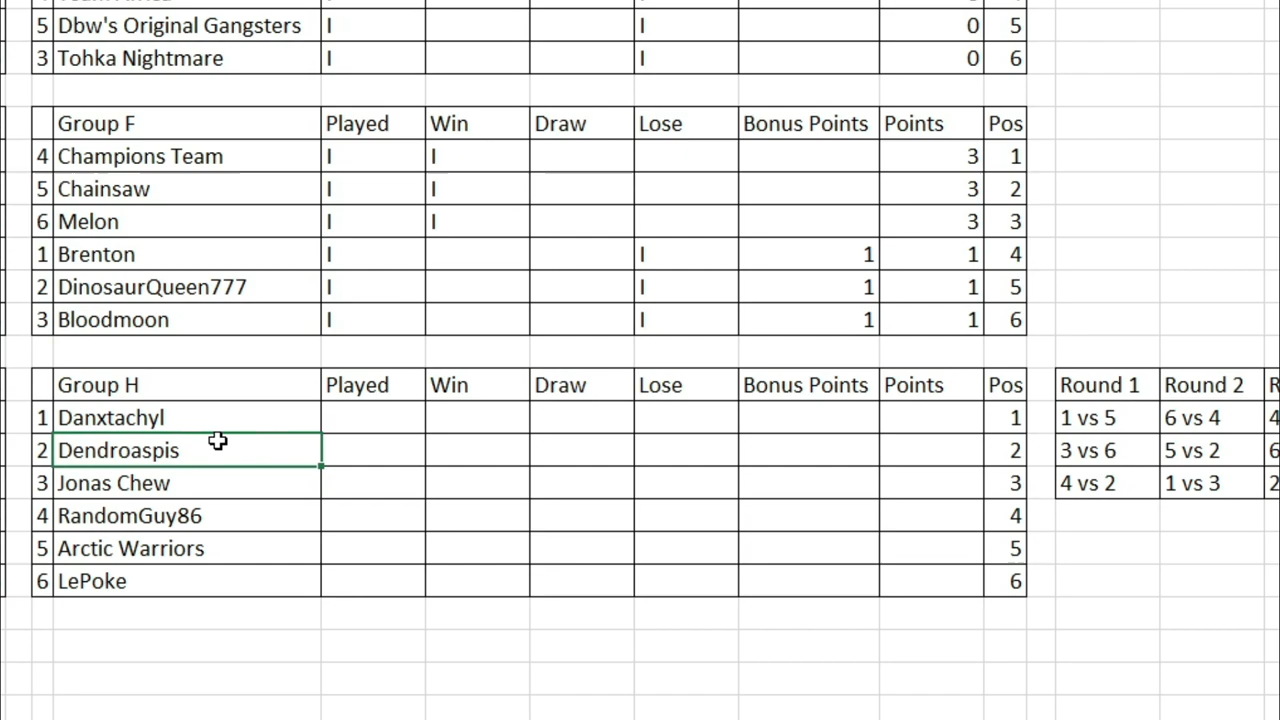 5 Dbw's Original Gangsters I I 0 5
3 Tohka Nightmare I I 0 6
Group F Played Win Draw Lose Bonus Points Points Pos
4 Champions Team I I 3 1
5 Chainsaw I I 3 2
6 Melon I I 3 3
1 Brenton I I 1 1 4
2 DinosaurQueen777 I I 1 1 5
3 Bloodmoon I I 1 1 6
Group H Played Win Draw Lose Bonus Points Points Pos Round 1 Round 2 R
1 Danxtachyl 1 1 vs 5 6 vs 4 4
2 Dendroaspis 2 3 vs 6 5 vs 2 6
3 Jonas Chew 3 4 vs 2 1 vs 3 2
4 RandomGuy86 4
5 Arctic Warriors 5
6 LePoke 6